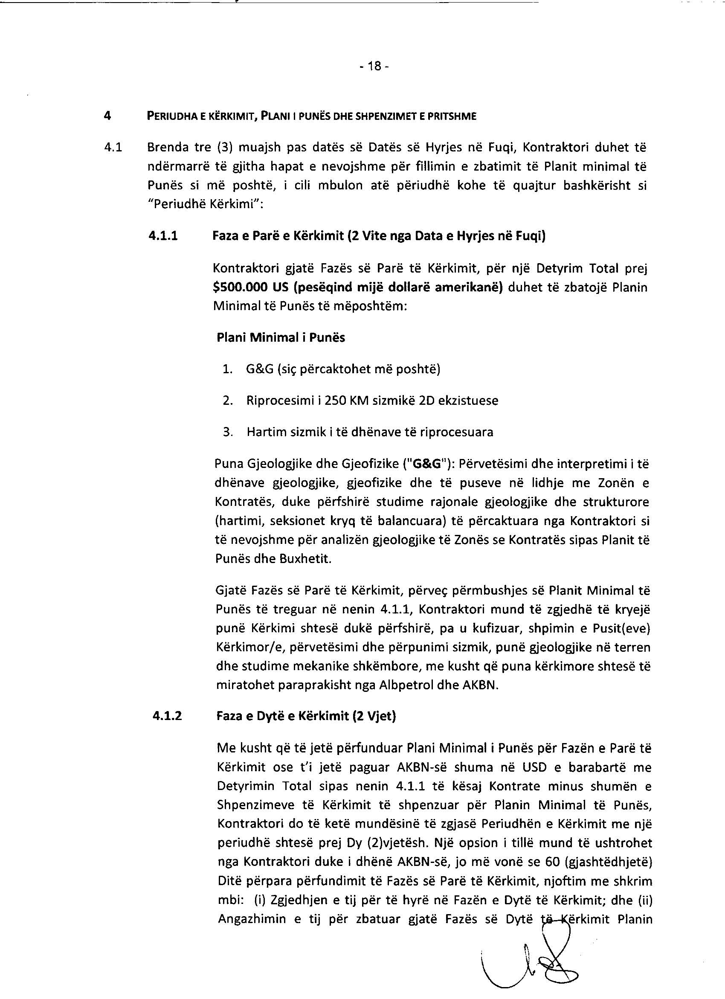 - 18 -
4 PERIUDHA E KËRKIMIT, PLANI I PUNËS DHE SHPENZIMET E PRITSHME
4.1 Brenda tre (3) muajsh pas datës së Datës së Hyrjes në Fuqi, Kontraktori duhet të
ndërmarrë të gjitha hapat e nevojshme për fillimin e zbatimit të Planit minimal të
Punës si më poshtë, i cili mbulon atë përiudhë kohe të quajtur bashkërisht si
"Periudhë Kërkimi":
4.1.1 Faza e Parë e Kërkimit (2 Vite nga Data e Hyrjes në Fuqi)
Kontraktori gjatë Fazës së Parë të Kërkimit, për një Detyrim Total prej
$500.000 US (pesëqind mijë dollarë amerikanë) duhet të zbatojë Planin
Minimal të Punës të mëposhtëm:
Plani Minimal i Punës
1. G&G (siç përcaktohet më poshtë)
2. Riprocesimi i 250 KM sizmikë 2D ekzistuese
3. Hartim sizmik i të dhënave të riprocesuara
Puna Gjeologjike dhe Gjeofizike ("G&G"): Përvetësimi dhe interpretimi i të
dhënave gjeologjike, gjeofizike dhe të puseve në lidhje me Zonën e
Kontratës, duke përfshirë studime rajonale gjeologjike dhe strukturore
(hartimi, seksionet kryq të balancuara) të përcaktuara nga Kontraktori si
të nevojshme për analizën gjeologjike të Zonës se Kontratës sipas Planit të
Punës dhe Buxhetit.
Gjatë Fazës së Parë të Kërkimit, përveç përmbushjes së Planit Minimal të
Punës të treguar në nenin 4.1.1, Kontraktori mund të zgjedhë të kryejë
punë Kërkimi shtesë dukë përfshirë, pa u kufizuar, shpimin e Pusit(eve)
Kërkimor/e, përvetësimi dhe përpunimi sizmik, punë gjeologjike në terren
dhe studime mekanike shkëmbore, me kusht që puna kërkimore shtesë të
miratohet paraprakisht nga Albpetrol dhe AKBN.
4.1.2 Faza e Dytë e Kërkimit (2 Vjet)
Me kusht që të jetë përfunduar Plani Minimal i Punës për Fazën e Parë të
Kërkimit ose t'i jetë paguar AKBN-së shuma në USD e barabartë me
Detyrimin Total sipas nenin 4.1.1 të kësaj Kontrate minus shumën e
Shpenzimeve të Kërkimit të shpenzuar për Planin Minimal të Punës,
Kontraktori do të ketë mundësinë të zgjasë Periudhën e Kërkimit me një
periudhë shtesë prej Dy (2)vjetësh. Një opsion i tillë mund të ushtrohet
nga Kontraktori duke i dhënë AKBN-së, jo më vonë se 60 (gjashtëdhjetë)
Ditë përpara përfundimit të Fazës së Parë të Kërkimit, njoftim me shkrim
mbi: (i) Zgjedhjen e tij për të hyrë në Fazën e Dytë të Kërkimit; dhe (ii)
Angazhimin e tij për zbatuar gjatë Fazës së Dytë të Kërkimit Planin